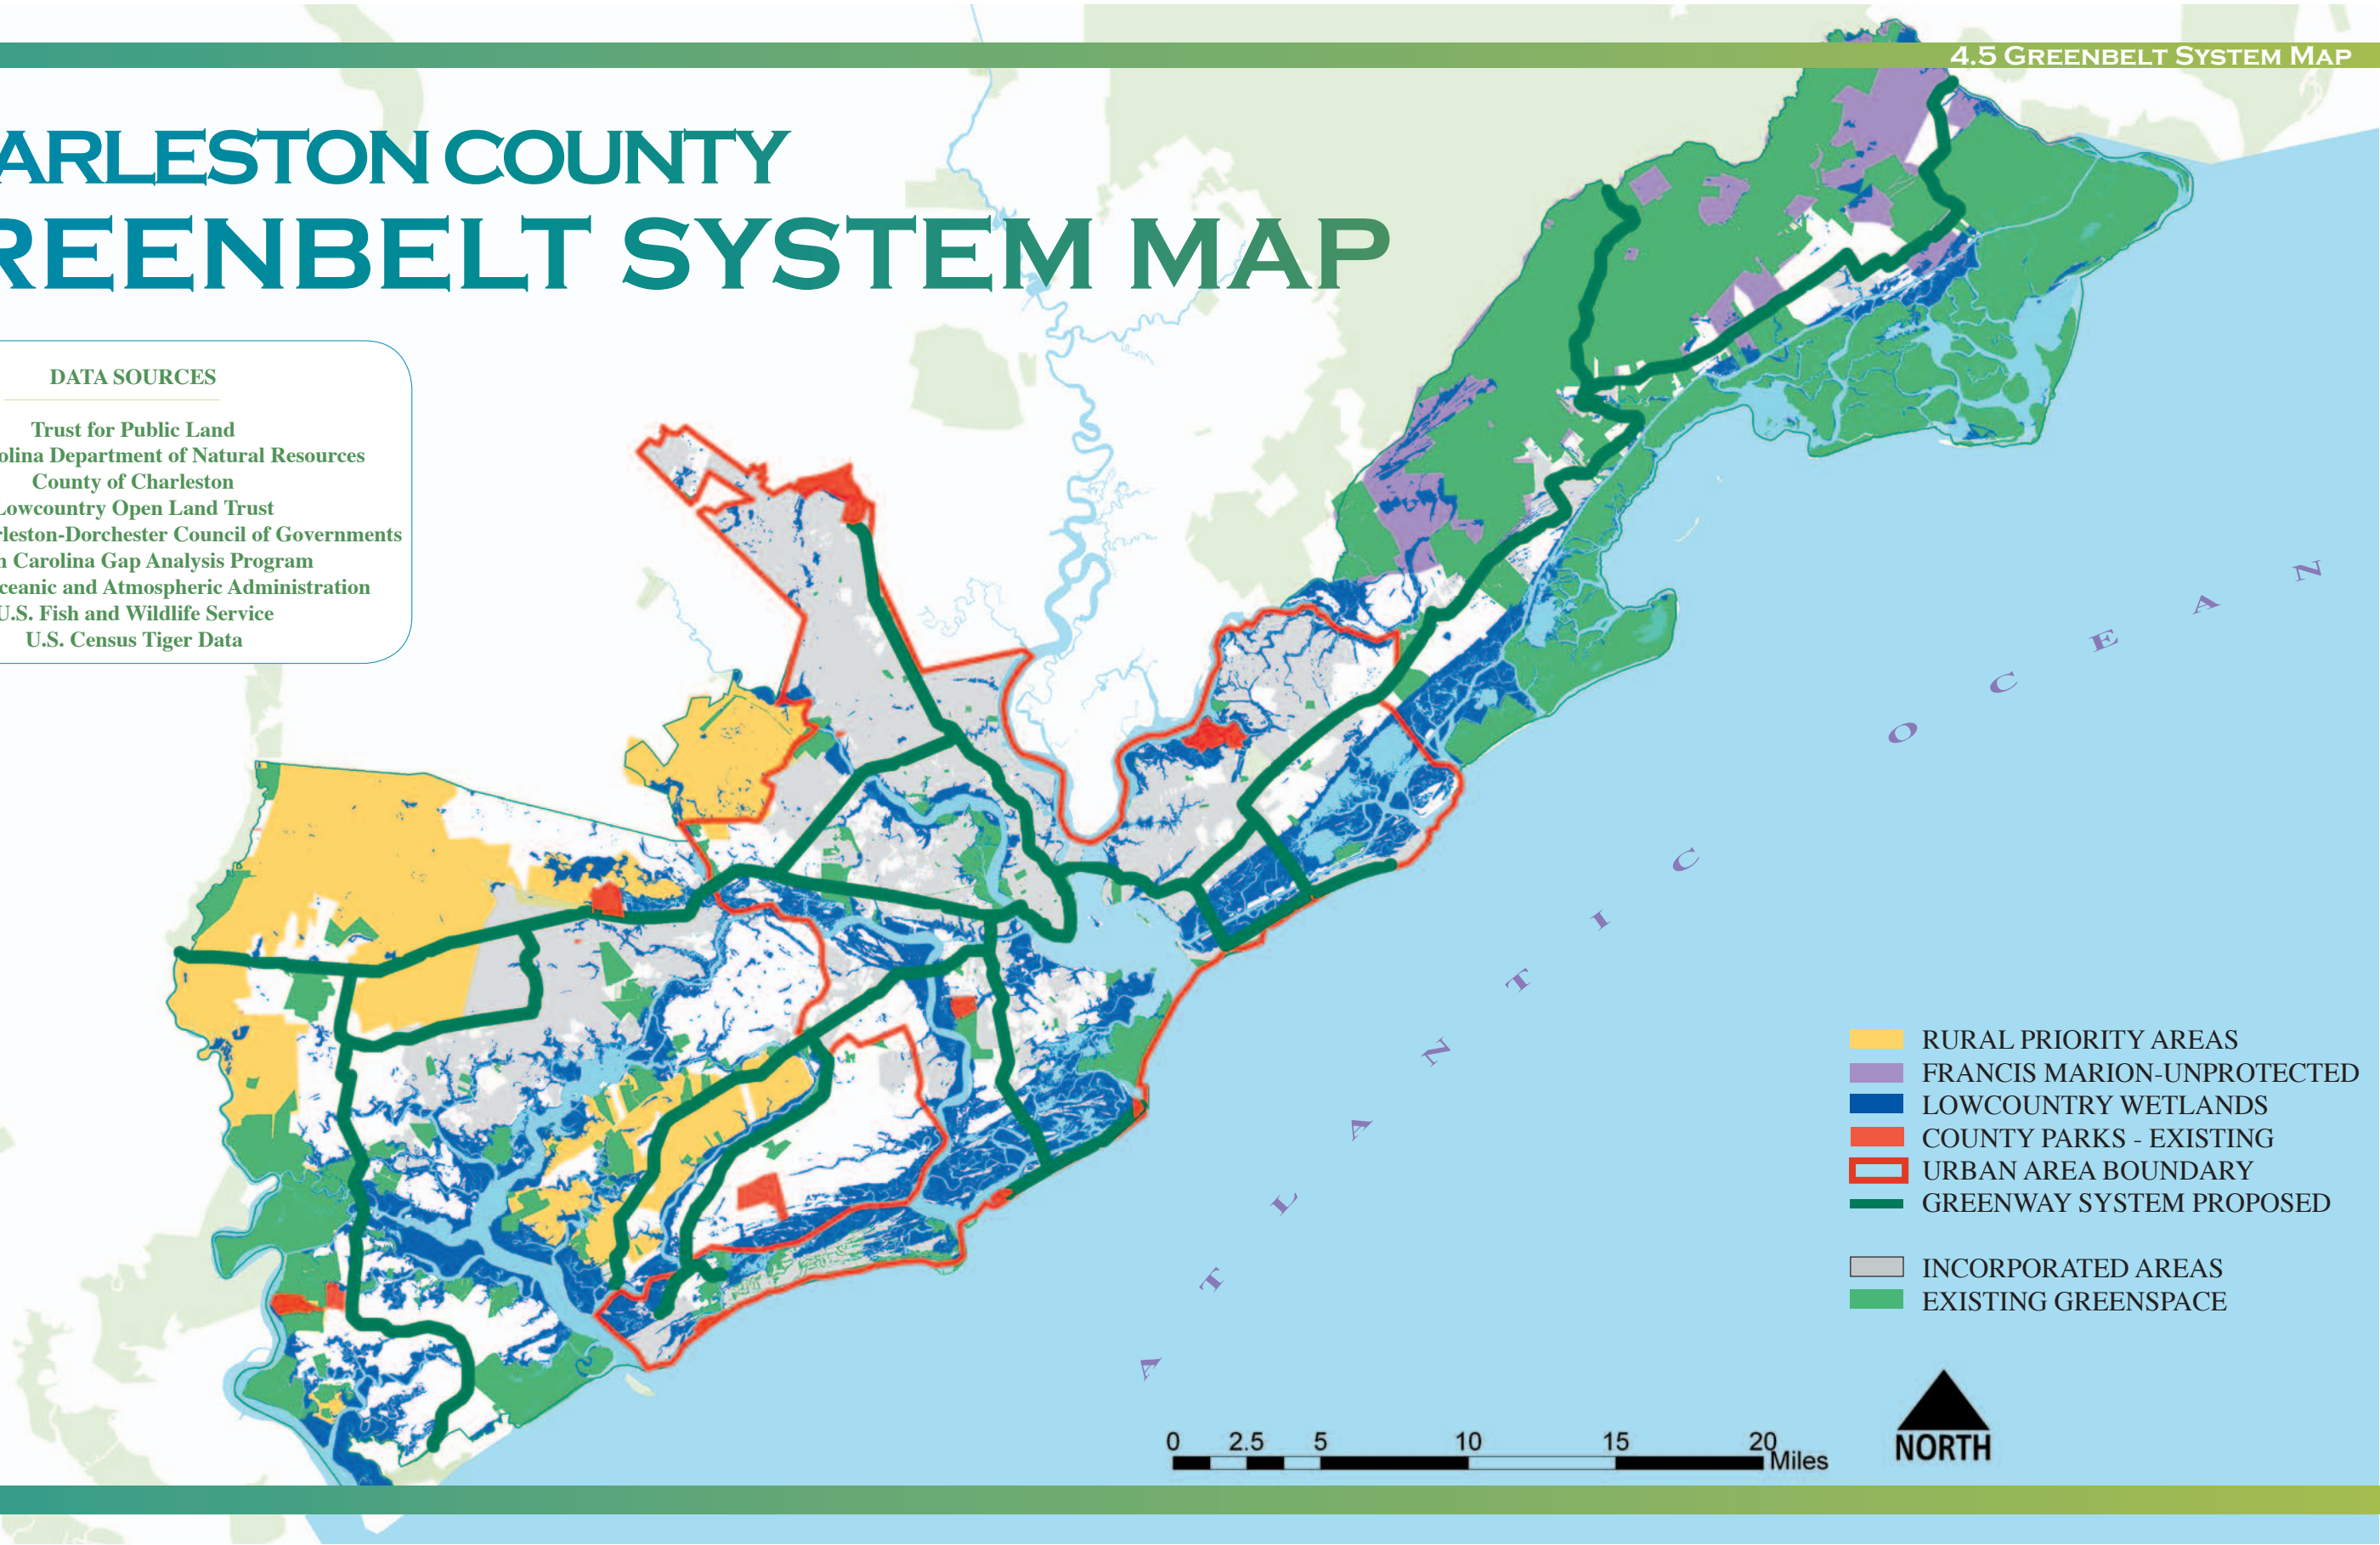 4.5 GREENBELT SYSTEM MAP
ARLESTON COUNTY
REENBELT SYSTEM MAP
DATA SOURCES
Trust for Public Land
olina Department of Natural Resources
County of Charleston
Lowcountry Open Land Trust
rleston-Dorchester Council of Governments
n Carolina Gap Analysis Program
ceanic and Atmospheric Administration
U.S. Fish and Wildlife Service
U.S. Census Tiger Data
ATLANTIC OCEAN
RURAL PRIORITY AREAS
FRANCIS MARION-UNPROTECTED
LOWCOUNTRY WETLANDS
COUNTY PARKS - EXISTING
URBAN AREA BOUNDARY
GREENWAY SYSTEM PROPOSED
INCORPORATED AREAS
EXISTING GREENSPACE
0 2.5 5 10 15 20 Miles
NORTH